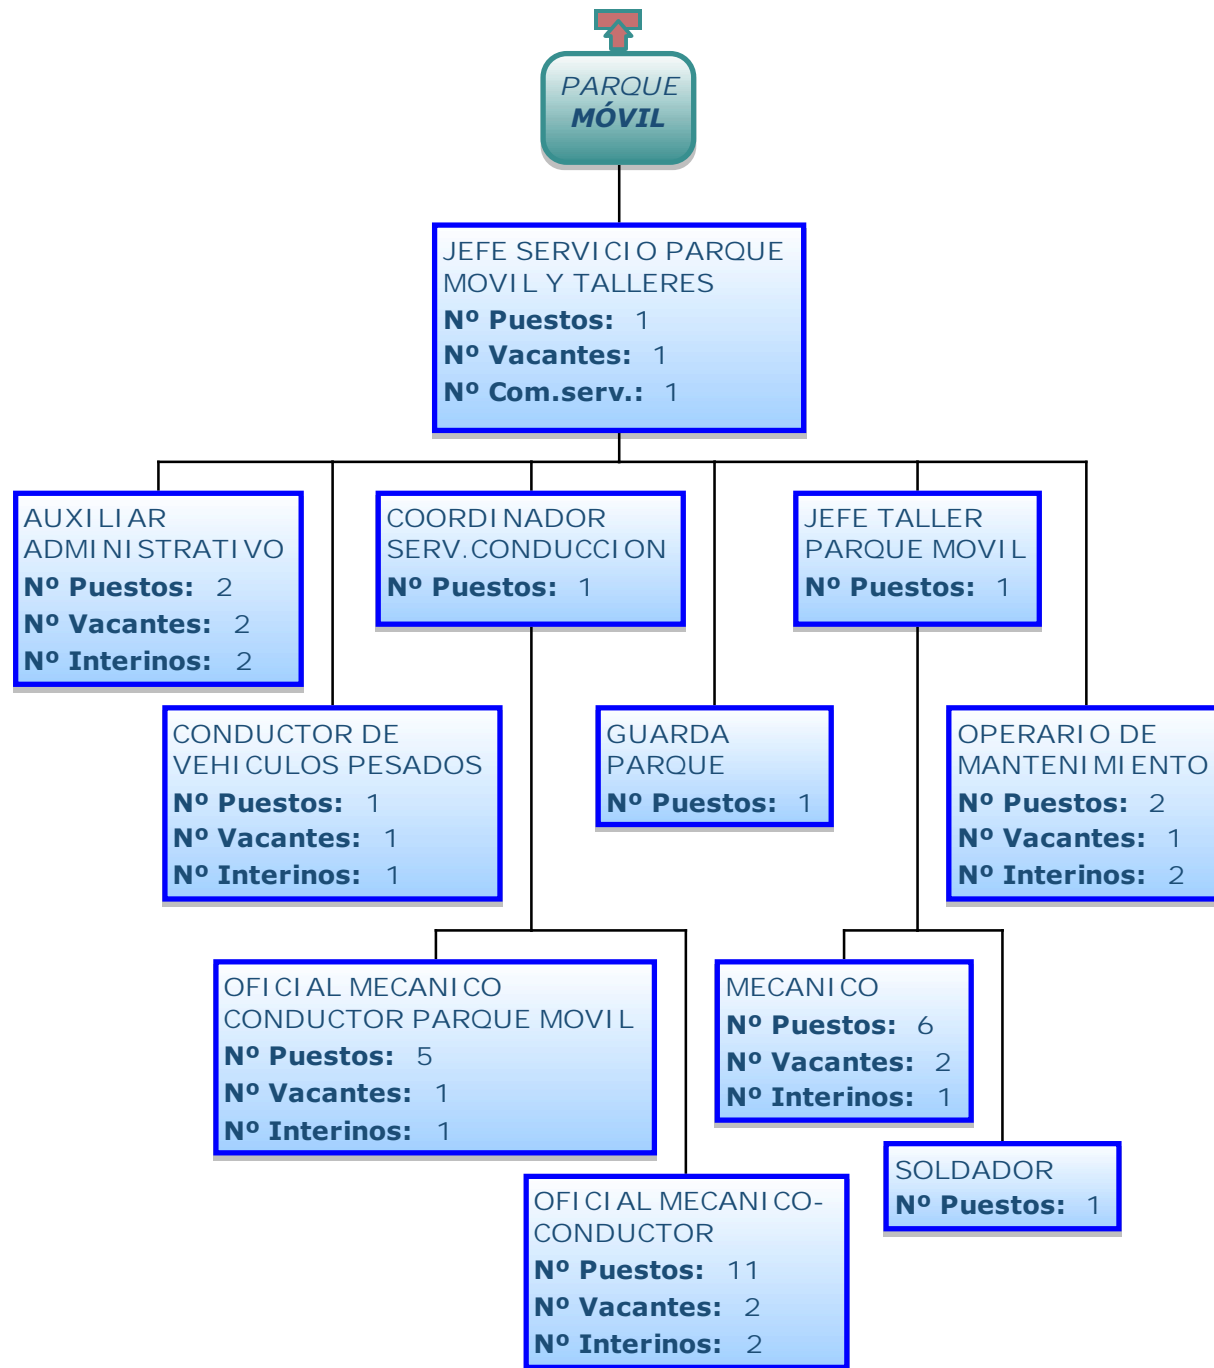 PARQUE
MÓVIL
JEFE SERVICIO PARQUE
MOVIL Y TALLERES
Nº Puestos: 1
Nº Vacantes: 1
Nº Com.serv.: 1
AUXILIAR
ADMINISTRATIVO
Nº Puestos: 2
Nº Vacantes: 2
Nº Interinos: 2
COORDINADOR
SERV.CONDUCCION
Nº Puestos: 1
JEFE TALLER
PARQUE MOVIL
Nº Puestos: 1
CONDUCTOR DE
VEHICULOS PESADOS
Nº Puestos: 1
Nº Vacantes: 1
Nº Interinos: 1
GUARDA
PARQUE
Nº Puestos: 1
OPERARIO DE
MANTENIMIENTO
Nº Puestos: 2
Nº Vacantes: 1
Nº Interinos: 2
OFICIAL MECANICO
CONDUCTOR PARQUE MOVIL
Nº Puestos: 5
Nº Vacantes: 1
Nº Interinos: 1
MECANICO
Nº Puestos: 6
Nº Vacantes: 2
Nº Interinos: 1
SOLDADOR
Nº Puestos: 1
OFICIAL MECANICO-
CONDUCTOR
Nº Puestos: 11
Nº Vacantes: 2
Nº Interinos: 2